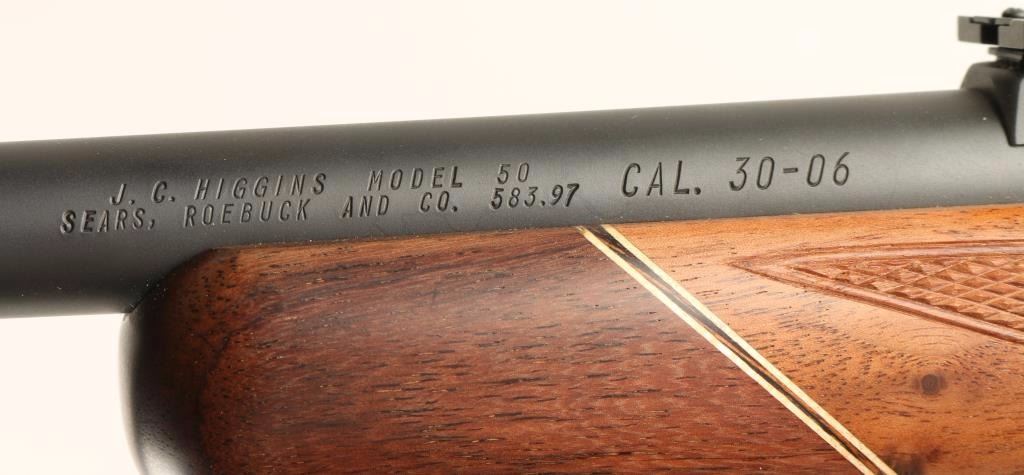 J. C. HIGGINS MODEL 50
SEARS, ROEBUCK AND CO. 583.97
CAL. 30-06